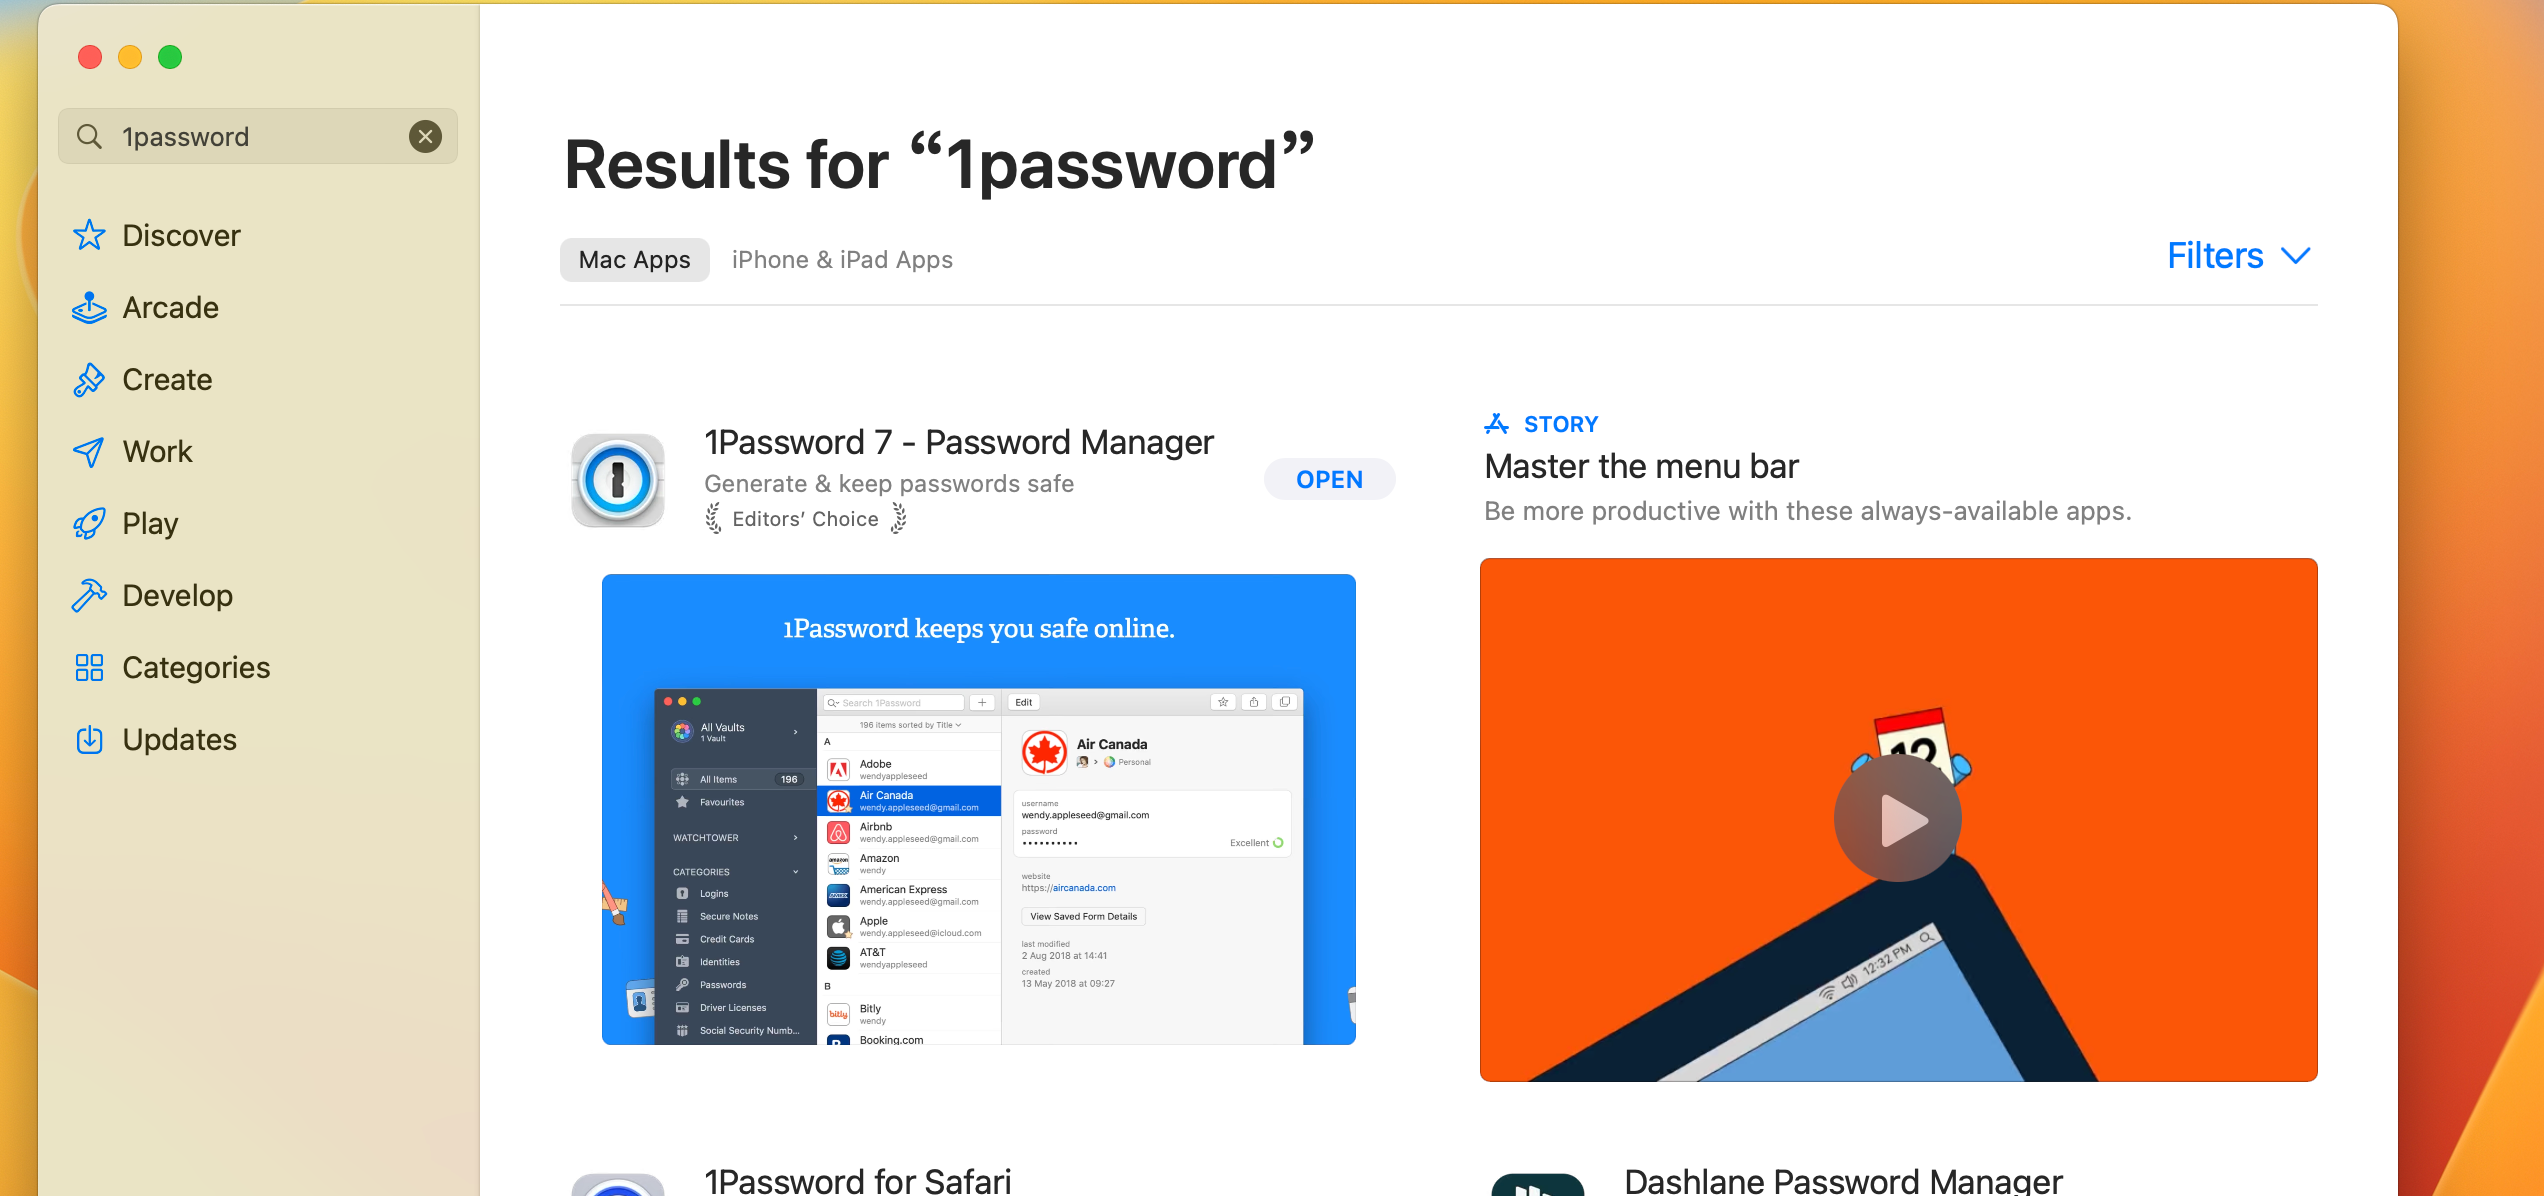 1password
Discover
Arcade
Create
Work
Play
Develop
Categories
Updates
Results for “1password”
Mac Apps
iPhone & iPad Apps
Filters
1Password 7 - Password Manager
Generate & keep passwords safe
Editors’ Choice
OPEN
1Password keeps you safe online.
All Vaults
1 Vault
All Items 196
Favourites
WATCHTOWER
CATEGORIES
Logins
Secure Notes
Credit Cards
Identities
Passwords
Driver Licenses
Social Security Numb...
Search 1Password
196 items sorted by Title
A
Adobe
wendyappleseed
Air Canada
wendy.appleseed@gmail.com
Airbnb
wendy.appleseed@gmail.com
amazon
Amazon
wendy
American Express
wendy.appleseed@gmail.com
Apple
wendy.appleseed@icloud.com
AT&T
wendyappleseed
B
bitly
Bitly
wendy
Booking.com
Edit
Air Canada
Personal
username
wendy.appleseed@gmail.com
password
••••••••••
Excellent
website
https://aircanada.com
View Saved Form Details
last modified
2 Aug 2018 at 14:41
created
13 May 2018 at 09:27
STORY
Master the menu bar
Be more productive with these always-available apps.
12
12:32 PM
1Password for Safari
Dashlane Password Manager